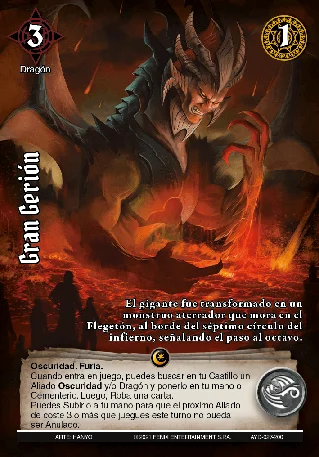 3
1
Dragón
Gran Gerión
El gigante fue transformado en un
monstruo aterrador que mora en el
Flegetón, al borde del séptimo círculo del
infierno, señalando el paso al octavo.
Oscuridad. Furia.
Cuando entra en juego, puedes buscar en tu Castillo un
Aliado Oscuridad y/o Dragón y ponerlo en tu mano o
Cementerio. Luego, Roba una carta.
Puedes Subirlo a tu mano para que el próximo Aliado
de coste 3 o más que juegues este turno no pueda
ser Anulado.
ENTERTAINMENT S.R.A.